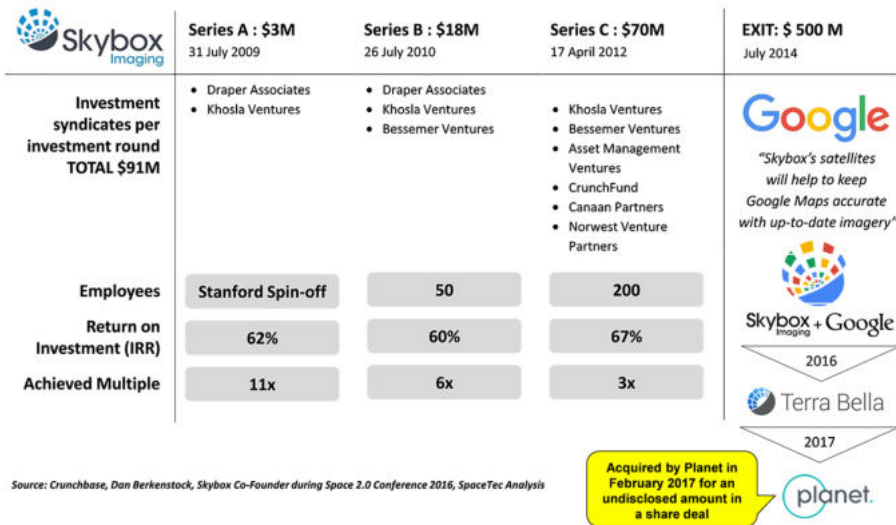 Skybox
Imaging
Series A : $3M
31 July 2009
Series B : $18M
26 July 2010
Series C : $70M
17 April 2012
EXIT: $ 500 M
July 2014
Investment
syndicates per
investment round
TOTAL $91M
• Draper Associates
• Khosla Ventures
• Draper Associates
• Khosla Ventures
• Bessemer Ventures
• Khosla Ventures
• Bessemer Ventures
• Asset Management
Ventures
• CrunchFund
• Canaan Partners
• Norwest Venture
Partners
Google
“Skybox’s satellites
will help to keep
Google Maps accurate
with up-to-date imagery”
Skybox + Google
Imaging
Employees
Stanford Spin-off
50
200
Return on
Investment (IRR)
62%
60%
67%
Achieved Multiple
11x
6x
3x
2016
Terra Bella
2017
planet.
Acquired by Planet in
February 2017 for an
undisclosed amount in
a share deal
Source: Crunchbase, Dan Berkenstock, Skybox Co-Founder during Space 2.0 Conference 2016, SpaceTec Analysis